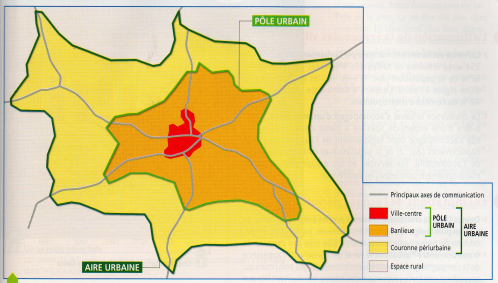 PÔLE URBAIN
AIRE URBAINE
Principaux axes de communication
Ville-centre
Banlieue
PÔLE
URBAIN
AIRE
URBAINE
Couronne périurbaine
Espace rural